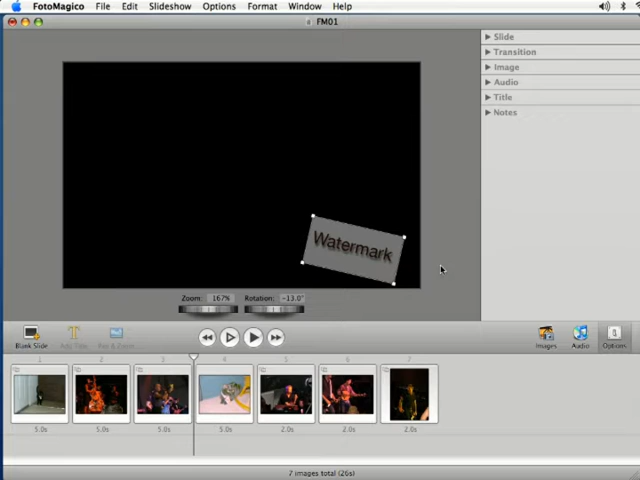 FotoMagico File Edit Slideshow Options Format Window Help
FM01
Slide
Transition
Image
Audio
Title
Notes
Watermark
Zoom: 167% Rotation: -13.0°
Blank Slide Add Title Pan & Zoom Images Audio Options
1 2 3 4 5 6 7
5.0s 5.0s 5.0s 5.0s 2.0s 2.0s 2.0s
7 images total (26s)